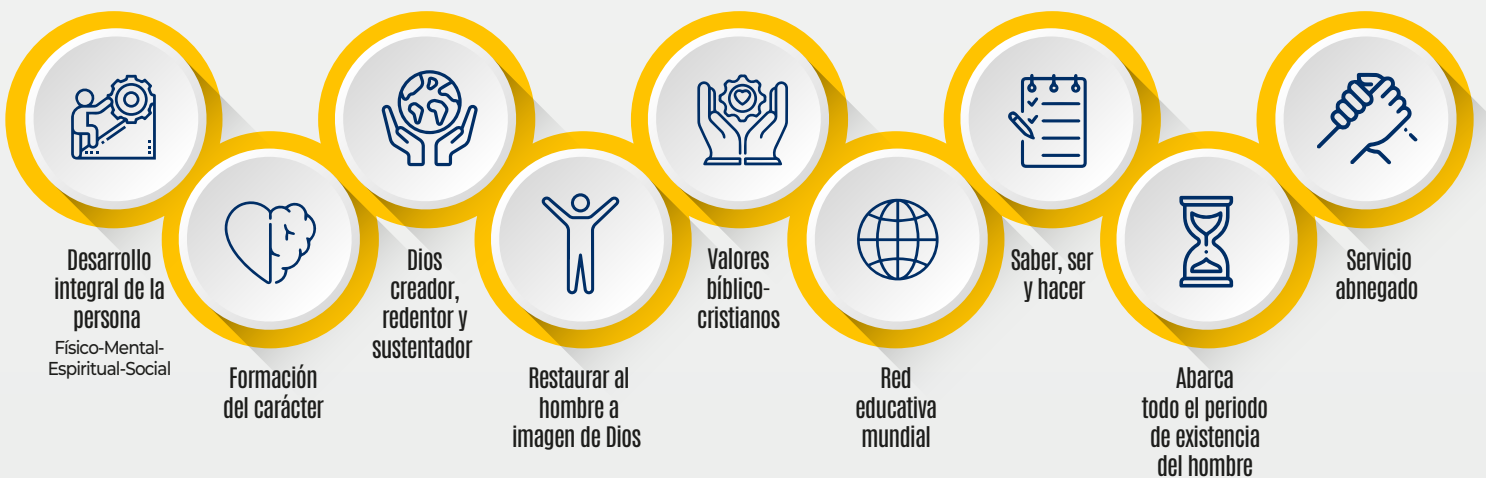 Desarrollo
integral de la
persona
Físico-Mental-
Espiritual-Social
Formación
del carácter
Dios
creador,
redentor y
sustentador
Restaurar al
hombre a
imagen de Dios
Valores
bíblico-
cristianos
Red
educativa
mundial
Saber, ser
y hacer
Abarca
todo el periodo
de existencia
del hombre
Servicio
abnegado